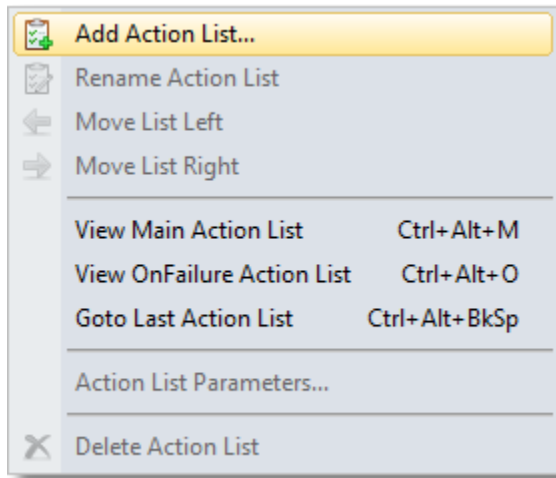 Add Action List...
Rename Action List
Move List Left
Move List Right
View Main Action List Ctrl+Alt+M
View OnFailure Action List Ctrl+Alt+O
Goto Last Action List Ctrl+Alt+BkSp
Action List Parameters...
Delete Action List